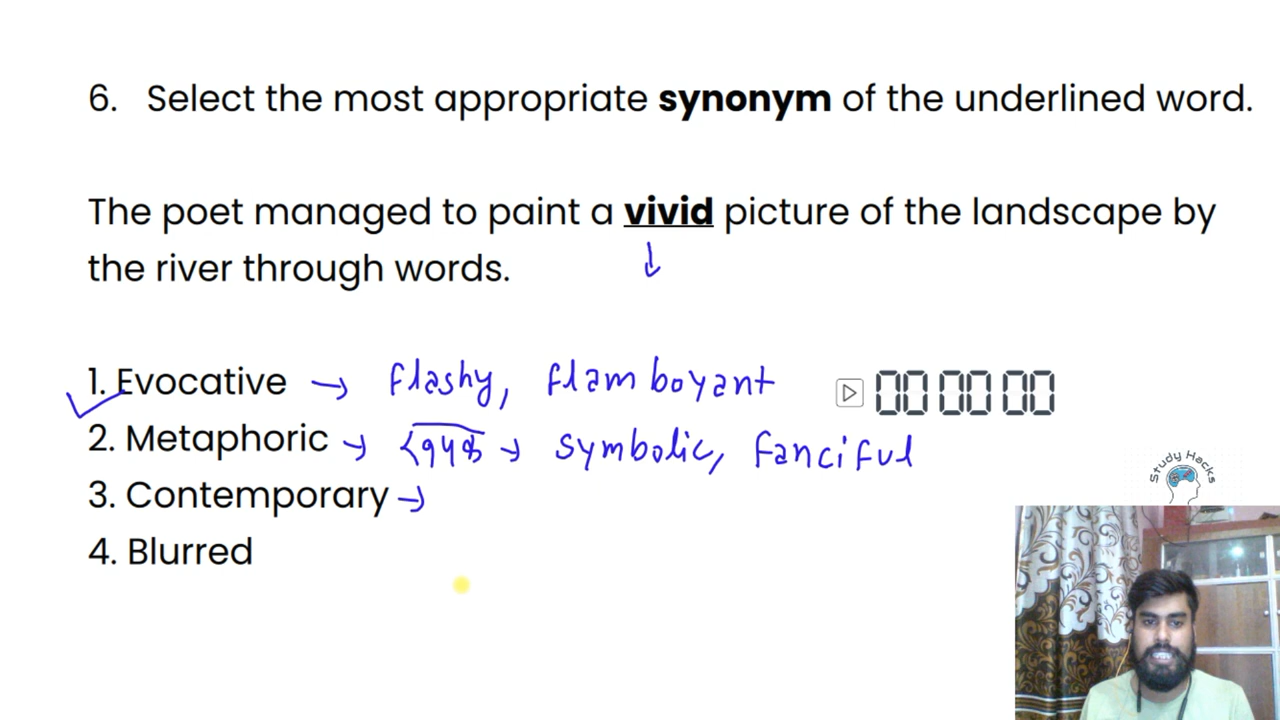 6. Select the most appropriate synonym of the underlined word.
The poet managed to paint a vivid picture of the landscape by
the river through words.
1. Evocative → flashy, flamboyant
00 00 00
2. Metaphoric → रूपक → symbolic, fanciful
3. Contemporary →
4. Blurred
Study Hacks